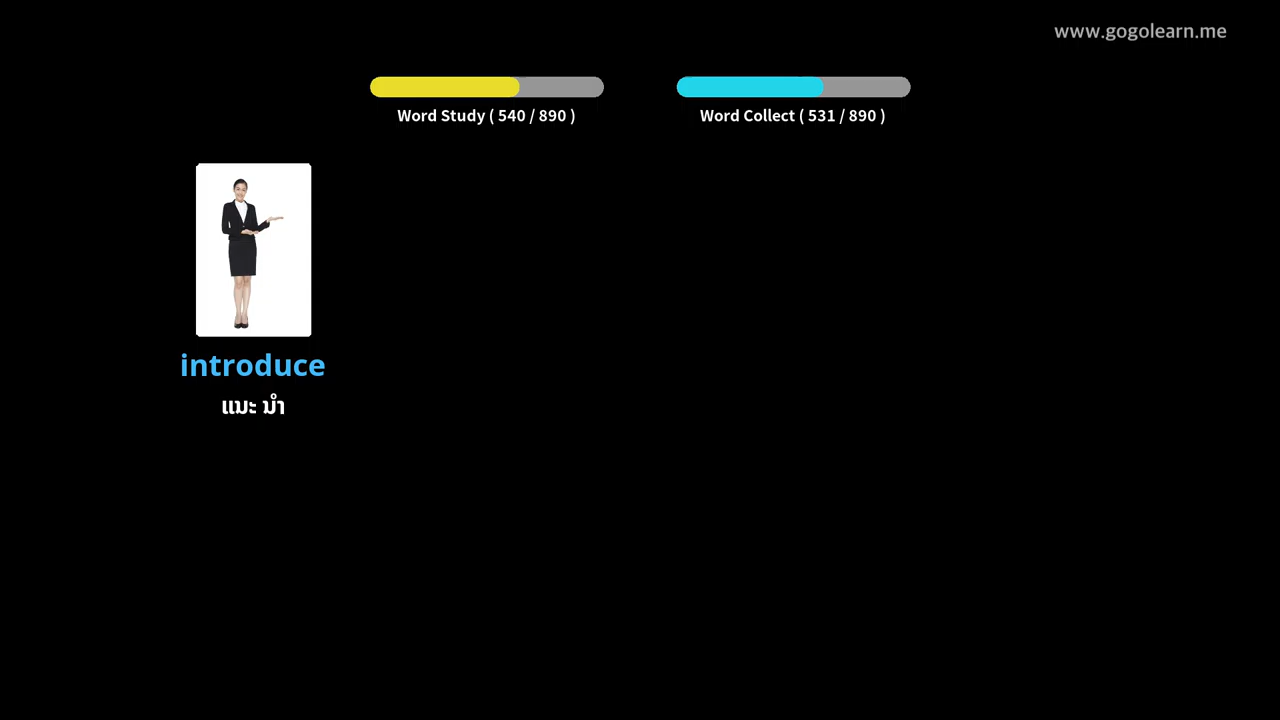 www.gogolearn.me
Word Study ( 540 / 890 )
Word Collect ( 531 / 890 )
introduce
ແນະ ນຳ